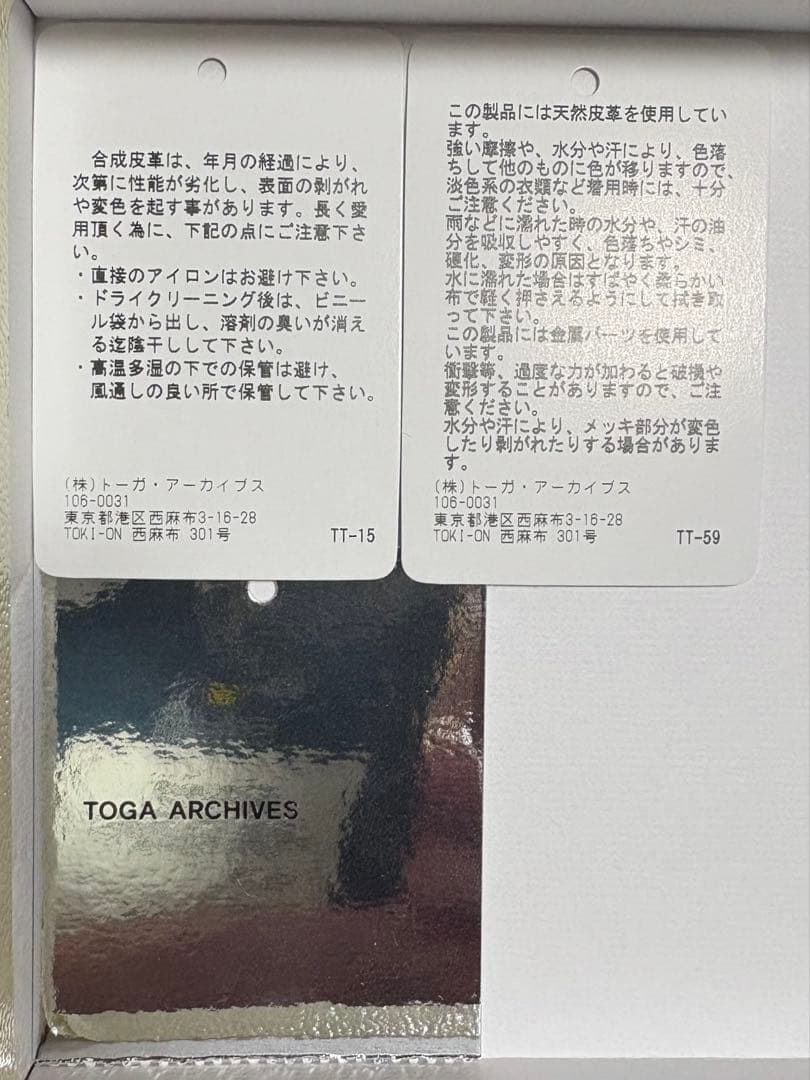 合成皮革は、年月の経過により、
次第に性能が劣化し、表面の剥がれ
や変色を起す事があります。長く愛
用頂く為に、下記の点にご注意下さ
い。
・直接のアイロンはお避け下さい。
・ドライクリーニング後は、ビニー
ル袋から出し、溶剤の臭いが消え
る迄陰干しして下さい。
・高温多湿の下での保管は避け、
風通しの良い所で保管して下さい。
(株)トーガ・アーカイブス
106-0031
東京都港区西麻布3-16-28
TOKI-ON 西麻布 301号
TT-15
この製品には天然皮革を使用してい
ます。
強い摩擦や、水分や汗により、色落
ちして他のものに色が移りますので、
淡色系の衣類など着用時には、十分
ご注意ください。
雨などに濡れた時の水分や、汗の油
分を吸収しやすく、色落ちやシミ、
硬化、変形の原因となります。
水に濡れた場合はすばやく柔らかい
布で軽く押さえるようにして拭き取
って下さい。
この製品には金属パーツを使用して
います。
衝撃等、過度な力が加わると破損や
変形することがありますので、ご注
意ください。
水分や汗により、メッキ部分が変色
したり剥がれたりする場合がありま
す。
(株)トーガ・アーカイブス
106-0031
東京都港区西麻布3-16-28
TOKI-ON 西麻布 301号
TT-59
TOGA ARCHIVES